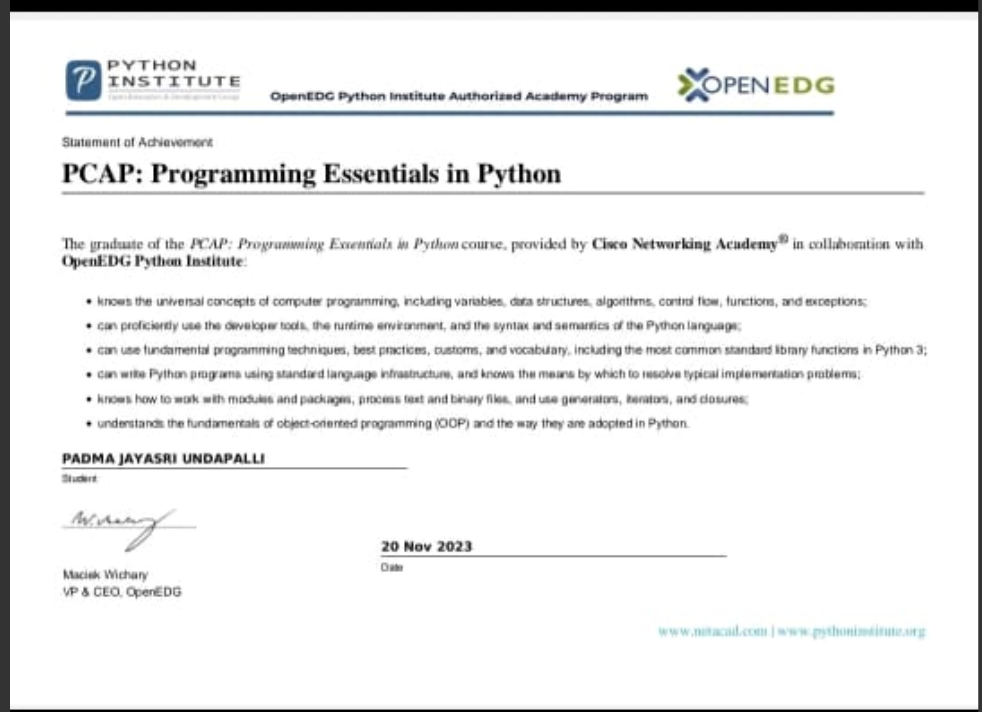 PYTHON
INSTITUTE
OpenEDG Python Institute Authorized Academy Program
OPENEDG
Statement of Achievement
PCAP: Programming Essentials in Python
The graduate of the PCAP: Programming Essentials in Python course, provided by Cisco Networking Academy® in collaboration with
OpenEDG Python Institute:
• knows the universal concepts of computer programming, including variables, data structures, algorithms, control flow, functions, and exceptions;
• can proficiently use the developer tools, the runtime environment, and the syntax and semantics of the Python language;
• can use fundamental programming techniques, best practices, customs, and vocabulary, including the most common standard library functions in Python 3;
• can write Python programs using standard language infrastructure, and knows the means by which to resolve typical implementation problems;
• knows how to work with modules and packages, process text and binary files, and use generators, iterators, and closures;
• understands the fundamentals of object-oriented programming (OOP) and the way they are adopted in Python.
PADMA JAYASRI UNDAPALLI
Student
20 Nov 2023
Date
Maciek Wichary
VP & CEO, OpenEDG
www.netacad.com | www.pythoninstitute.org